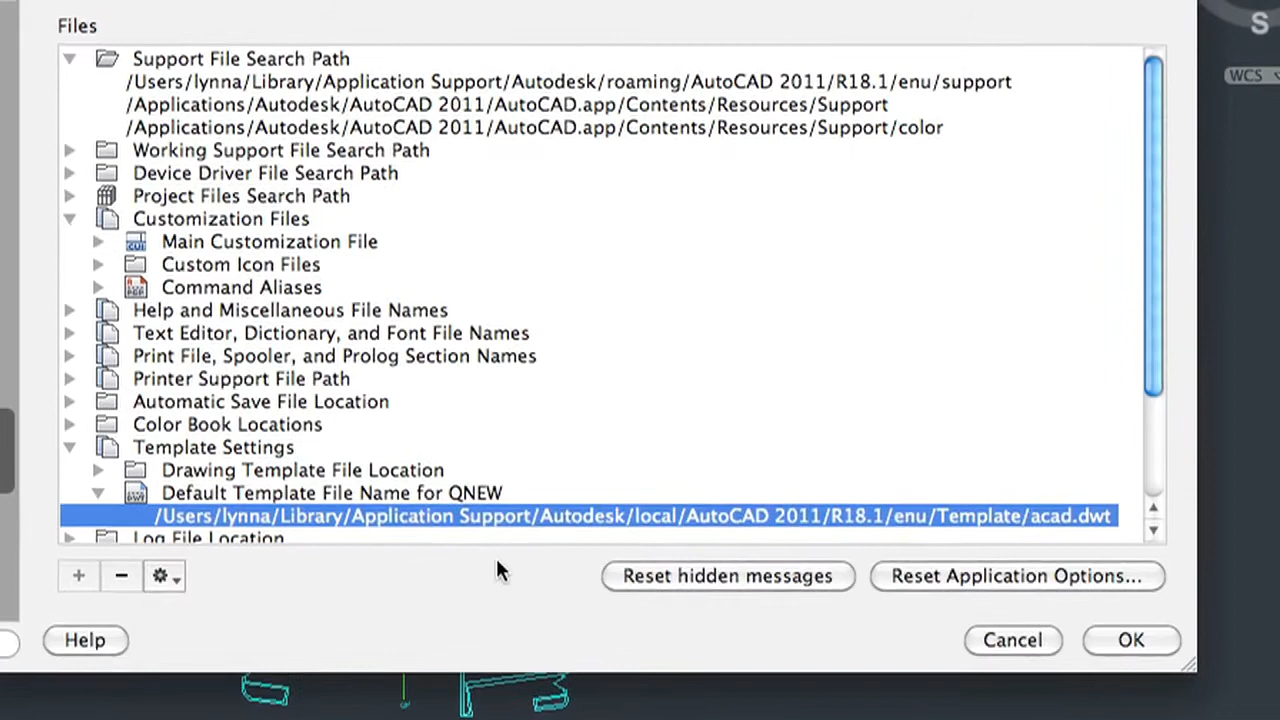 Files
Support File Search Path
/Users/lynna/Library/Application Support/Autodesk/roaming/AutoCAD 2011/R18.1/enu/support
/Applications/Autodesk/AutoCAD 2011/AutoCAD.app/Contents/Resources/Support
/Applications/Autodesk/AutoCAD 2011/AutoCAD.app/Contents/Resources/Support/color
Working Support File Search Path
Device Driver File Search Path
Project Files Search Path
Customization Files
Main Customization File
Custom Icon Files
Command Aliases
Help and Miscellaneous File Names
Text Editor, Dictionary, and Font File Names
Print File, Spooler, and Prolog Section Names
Printer Support File Path
Automatic Save File Location
Color Book Locations
Template Settings
Drawing Template File Location
Default Template File Name for QNEW
/Users/lynna/Library/Application Support/Autodesk/local/AutoCAD 2011/R18.1/enu/Template/acad.dwt
Log File Location
Reset hidden messages
Reset Application Options...
Help
Cancel
OK
S
WCS